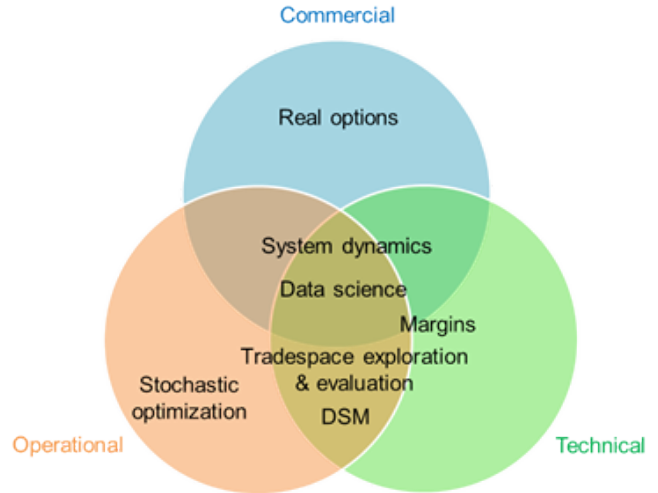 Commercial
Real options
System dynamics
Data science
Margins
Tradespace exploration
& evaluation
Stochastic
optimization
DSM
Operational
Technical